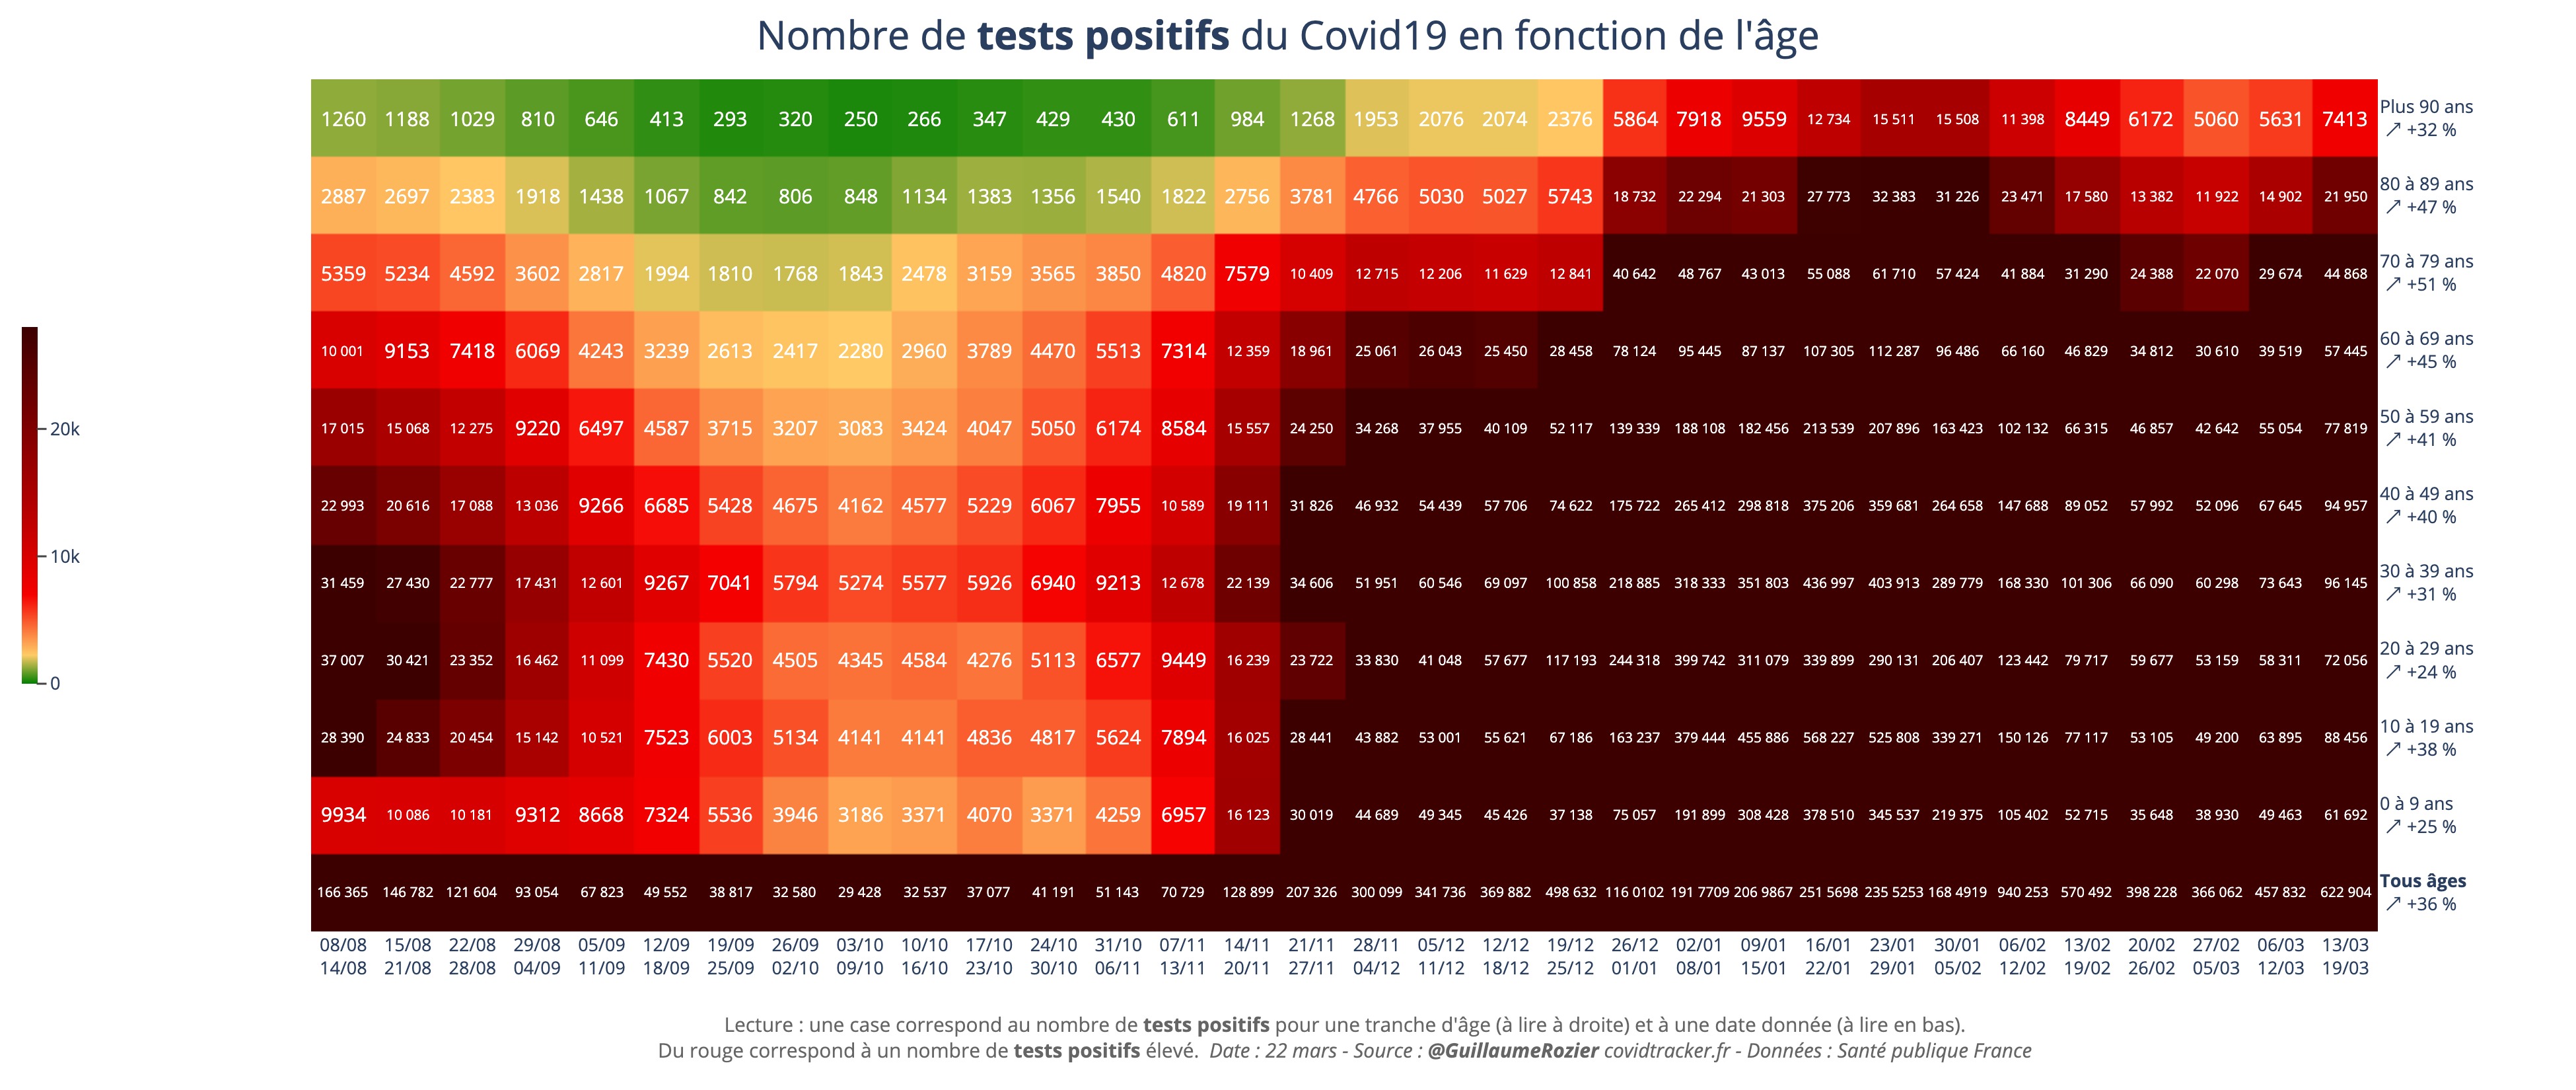 Nombre de tests positifs du Covid19 en fonction de l'âge
1260 1188 1029 810 646 413 293 320 250 266 347 429 430 611 984 1268 1953 2076 2074 2376 5864 7918 9559 12 734 15 511 15 508 11 398 8449 6172 5060 5631 7413 Plus 90 ans
↗ +32 %
2887 2697 2383 1918 1438 1067 842 806 848 1134 1383 1356 1540 1822 2756 3781 4766 5030 5027 5743 18 732 22 294 21 303 27 773 32 383 31 226 23 471 17 580 13 382 11 922 14 902 21 950 80 à 89 ans
↗ +47 %
5359 5234 4592 3602 2817 1994 1810 1768 1843 2478 3159 3565 3850 4820 7579 10 409 12 715 12 206 11 629 12 841 40 642 48 767 43 013 55 088 61 710 57 424 41 884 31 290 24 388 22 070 29 674 44 868 70 à 79 ans
↗ +51 %
10 001 9153 7418 6069 4243 3239 2613 2417 2280 2960 3789 4470 5513 7314 12 359 18 961 25 061 26 043 25 450 28 458 78 124 95 445 87 137 107 305 112 287 96 486 66 160 46 829 34 812 30 610 39 519 57 445 60 à 69 ans
↗ +45 %
17 015 15 068 12 275 9220 6497 4587 3715 3207 3083 3424 4047 5050 6174 8584 15 557 24 250 34 268 37 955 40 109 52 117 139 339 188 108 182 456 213 539 207 896 163 423 102 132 66 315 46 857 42 642 55 054 77 819 50 à 59 ans
↗ +41 %
22 993 20 616 17 088 13 036 9266 6685 5428 4675 4162 4577 5229 6067 7955 10 589 19 111 31 826 46 932 54 439 57 706 74 622 175 722 265 412 298 818 375 206 359 681 264 658 147 688 89 052 57 992 52 096 67 645 94 957 40 à 49 ans
↗ +40 %
31 459 27 430 22 777 17 431 12 601 9267 7041 5794 5274 5577 5926 6940 9213 12 678 22 139 34 606 51 951 60 546 69 097 100 858 218 885 318 333 351 803 436 997 403 913 289 779 168 330 101 306 66 090 60 298 73 643 96 145 30 à 39 ans
↗ +31 %
37 007 30 421 23 352 16 462 11 099 7430 5520 4505 4345 4584 4276 5113 6577 9449 16 239 23 722 33 830 41 048 57 677 117 193 244 318 399 742 311 079 339 899 290 131 206 407 123 442 79 717 59 677 53 159 58 311 72 056 20 à 29 ans
↗ +24 %
28 390 24 833 20 454 15 142 10 521 7523 6003 5134 4141 4141 4836 4817 5624 7894 16 025 28 441 43 882 53 001 55 621 67 186 163 237 379 444 455 886 568 227 525 808 339 271 150 126 77 117 53 105 49 200 63 895 88 456 10 à 19 ans
↗ +38 %
9934 10 086 10 181 9312 8668 7324 5536 3946 3186 3371 4070 3371 4259 6957 16 123 30 019 44 689 49 345 45 426 37 138 75 057 191 899 308 428 378 510 345 537 219 375 105 402 52 715 35 648 38 930 49 463 61 692 0 à 9 ans
↗ +25 %
166 365 146 782 121 604 93 054 67 823 49 552 38 817 32 580 29 428 32 537 37 077 41 191 51 143 70 729 128 899 207 326 300 099 341 736 369 882 498 632 116 0102 191 7709 206 9867 251 5698 235 5253 168 4919 940 253 570 492 398 228 366 062 457 832 622 904 Tous âges
↗ +36 %
20k
10k
0
08/08 15/08 22/08 29/08 05/09 12/09 19/09 26/09 03/10 10/10 17/10 24/10 31/10 07/11 14/11 21/11 28/11 05/12 12/12 19/12 26/12 02/01 09/01 16/01 23/01 30/01 06/02 13/02 20/02 27/02 06/03 13/03
14/08 21/08 28/08 04/09 11/09 18/09 25/09 02/10 09/10 16/10 23/10 30/10 06/11 13/11 20/11 27/11 04/12 11/12 18/12 25/12 01/01 08/01 15/01 22/01 29/01 05/02 12/02 19/02 26/02 05/03 12/03 19/03
Lecture : une case correspond au nombre de tests positifs pour une tranche d'âge (à lire à droite) et à une date donnée (à lire en bas).
Du rouge correspond à un nombre de tests positifs élevé. Date : 22 mars - Source : @GuillaumeRozier covidtracker.fr - Données : Santé publique France